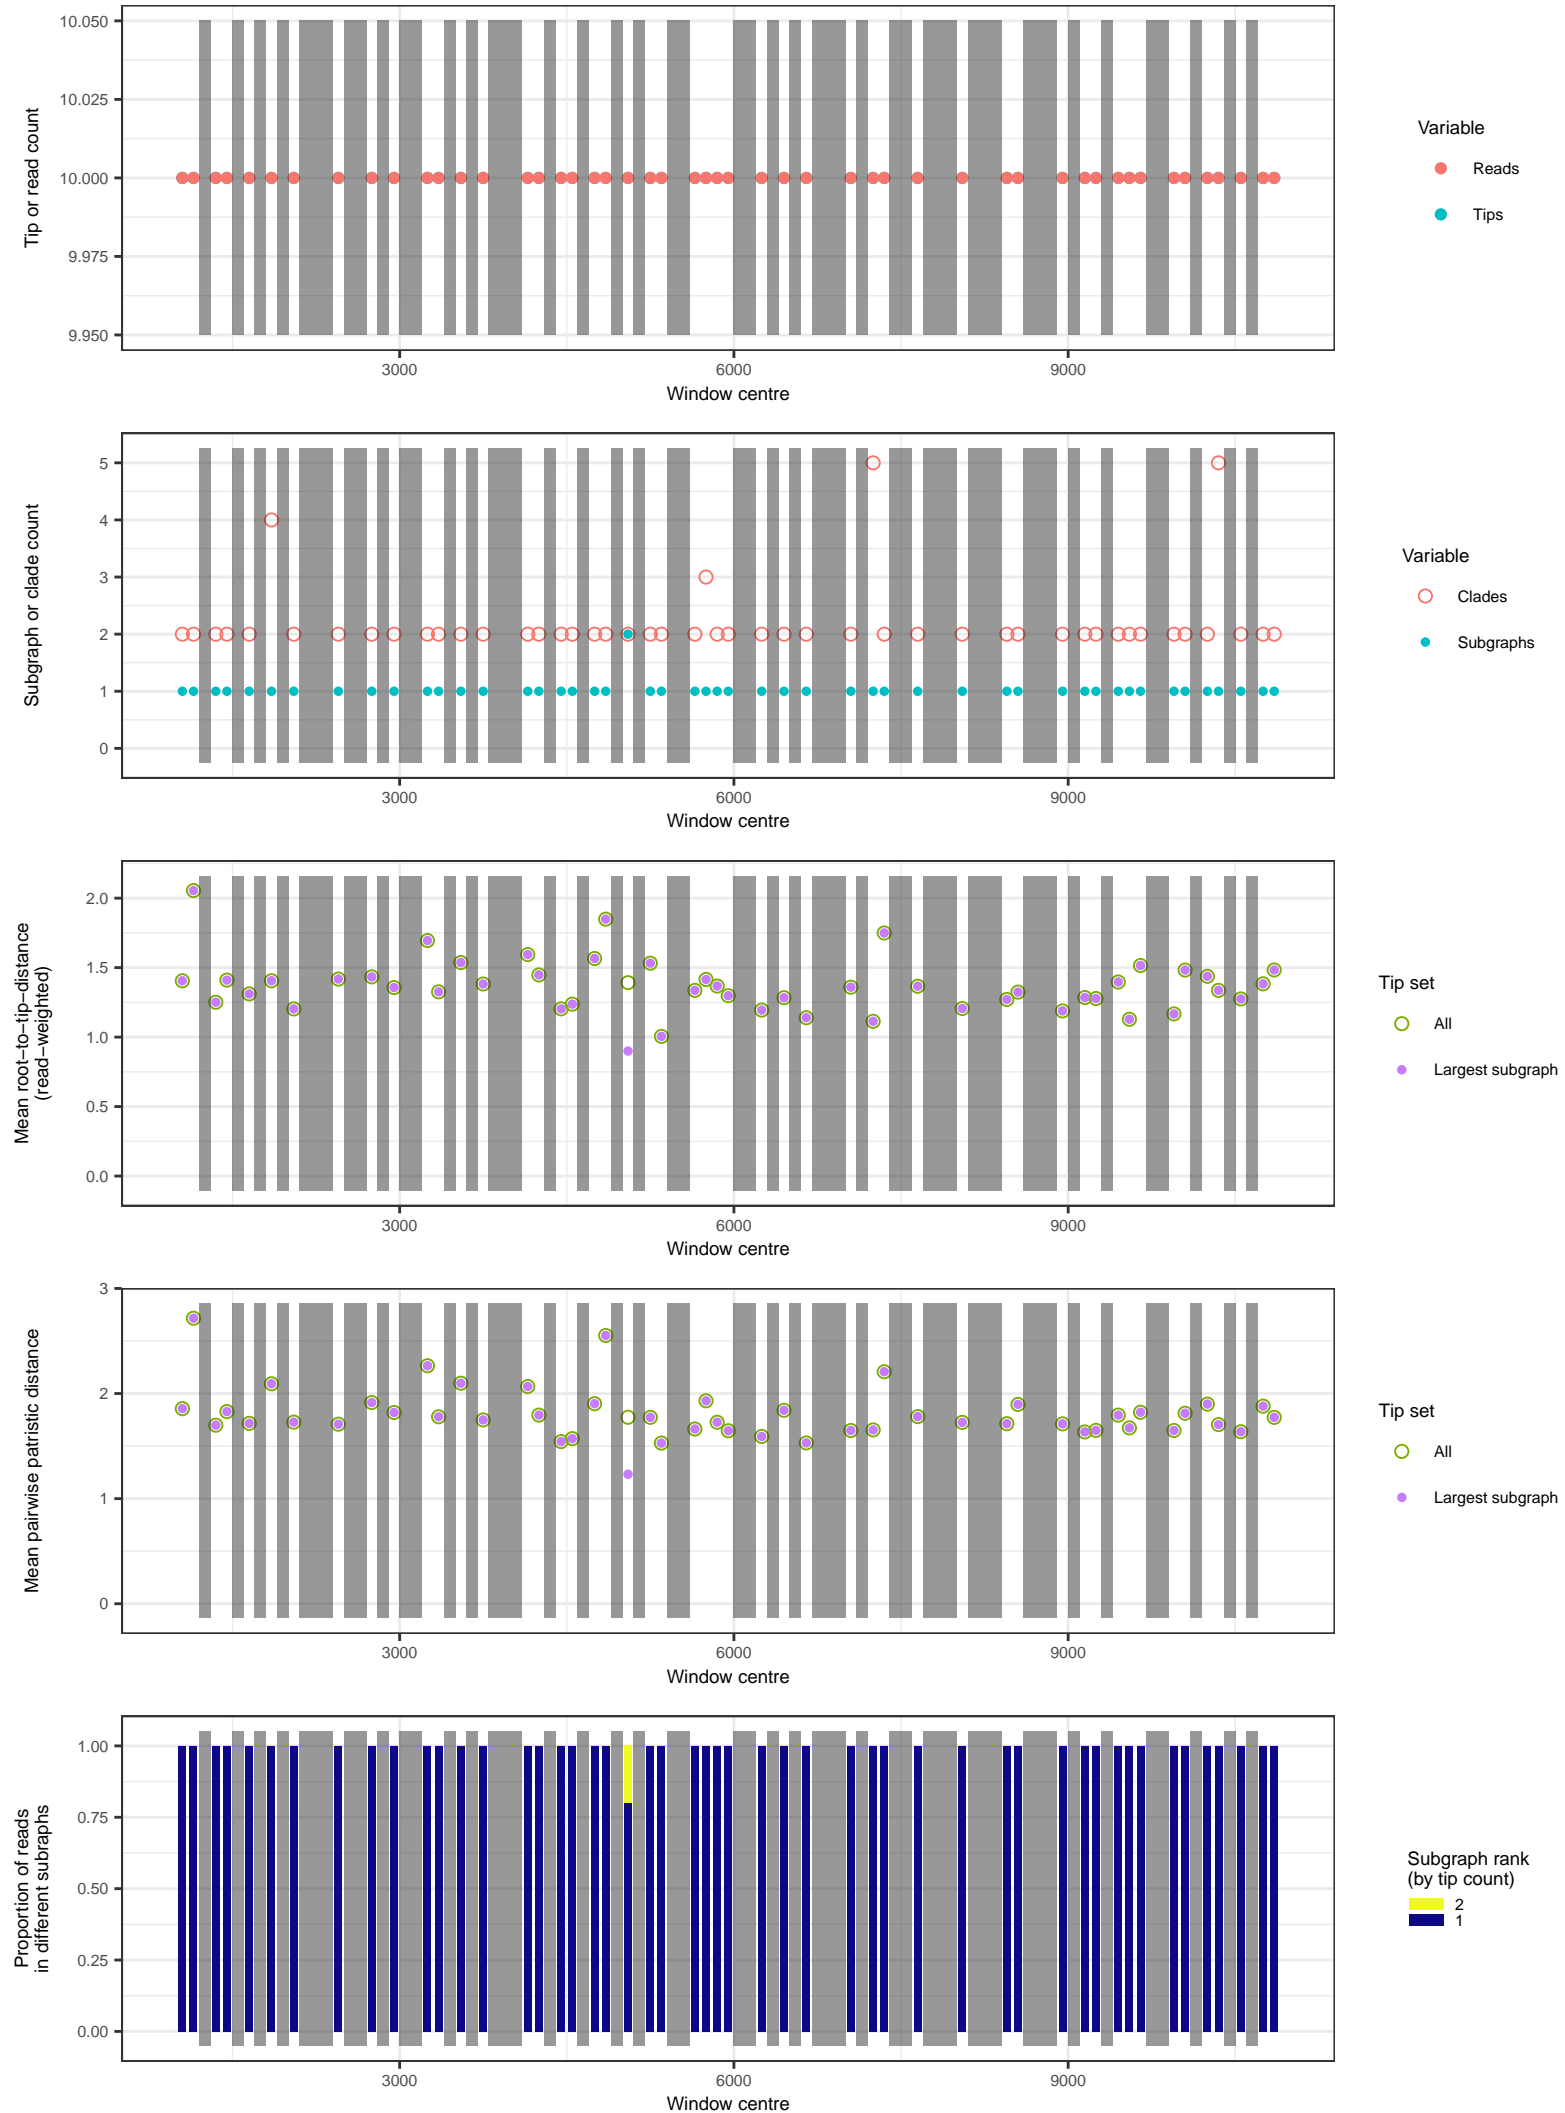 10.050
10.025
10.000
9.975
9.950
Tip or read count
3000 6000 9000
Window centre
Variable
Reads
Tips
5
4
3
2
1
0
Subgraph or clade count
3000 6000 9000
Window centre
Variable
Clades
Subgraphs
2.0
1.5
1.0
0.5
0.0
Mean root−to−tip−distance
(read−weighted)
3000 6000 9000
Window centre
Tip set
All
Largest subgraph
3
2
1
0
Mean pairwise patristic distance
3000 6000 9000
Window centre
Tip set
All
Largest subgraph
1.00
0.75
0.50
0.25
0.00
Proportion of reads
in different subraphs
3000 6000 9000
Window centre
Subgraph rank
(by tip count)
2
1